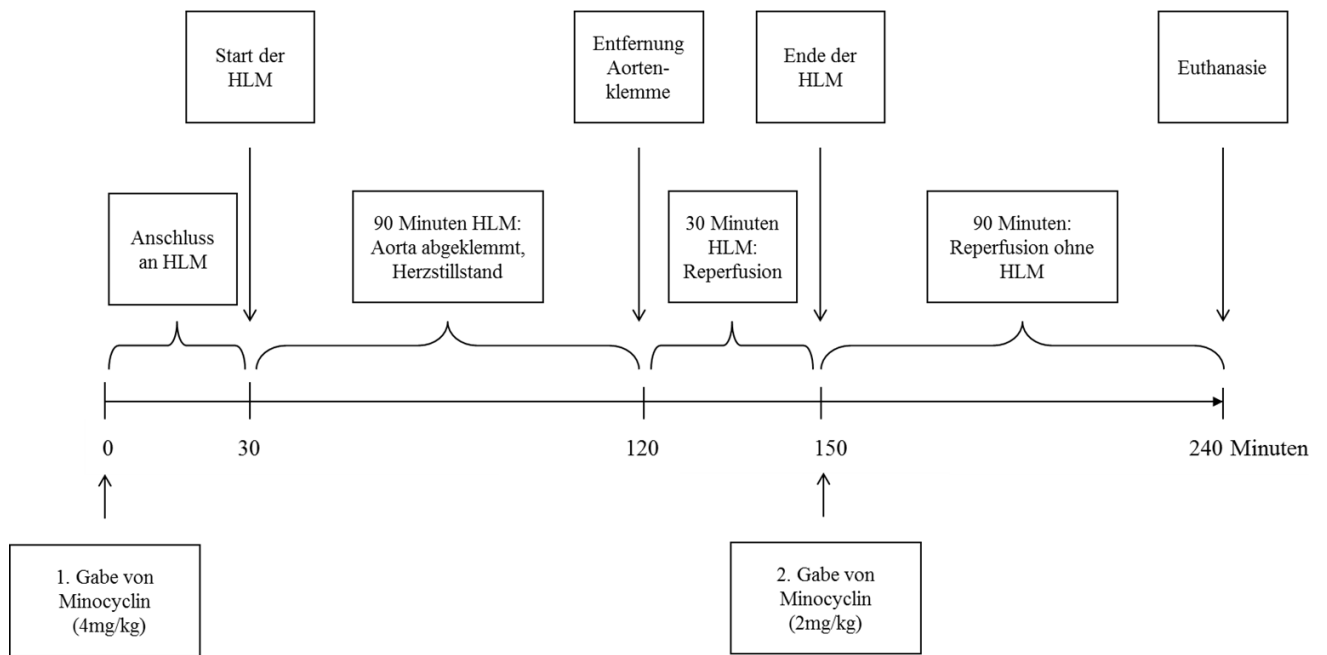 Start der
HLM
Entfernung
Aorten-
klemme
Ende der
HLM
Euthanasie
Anschluss
an HLM
90 Minuten HLM:
Aorta abgeklemmt,
Herzstillstand
30 Minuten
HLM:
Reperfusion
90 Minuten:
Reperfusion ohne
HLM
0
30
120
150
240 Minuten
1. Gabe von
Minocyclin
(4mg/kg)
2. Gabe von
Minocyclin
(2mg/kg)